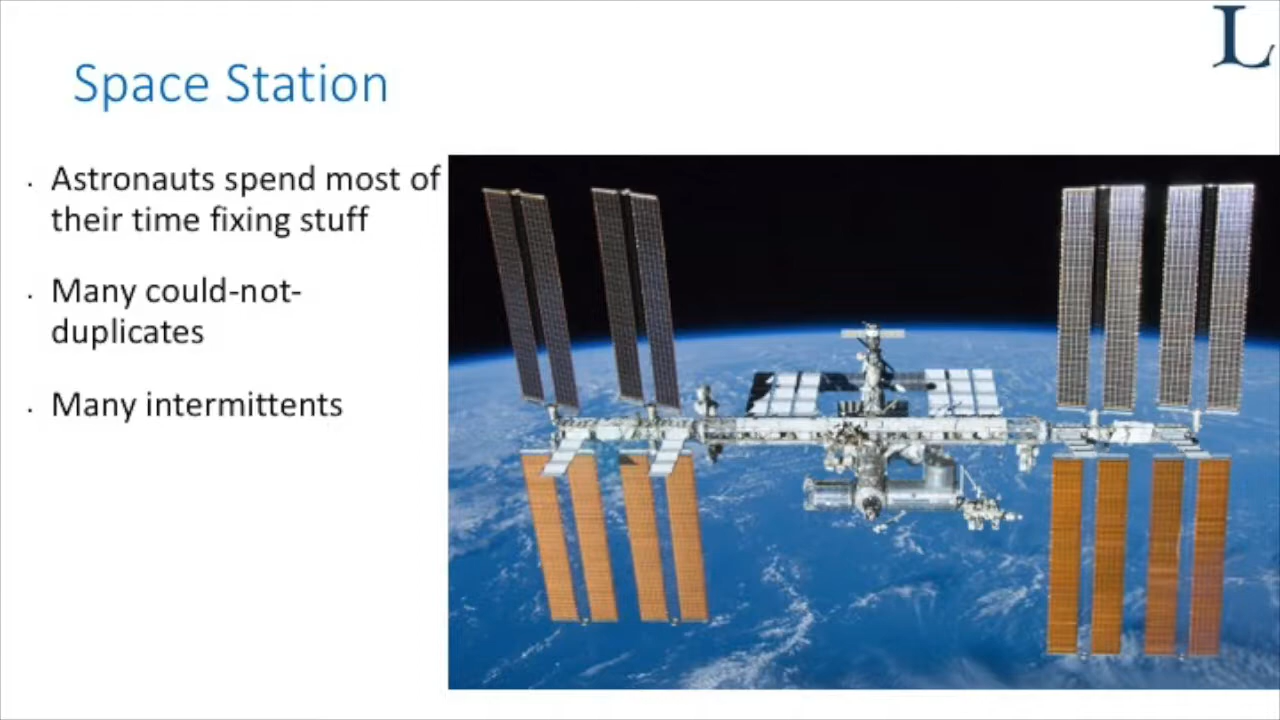 L
Space Station
· Astronauts spend most of
their time fixing stuff
· Many could-not-
duplicates
· Many intermittents